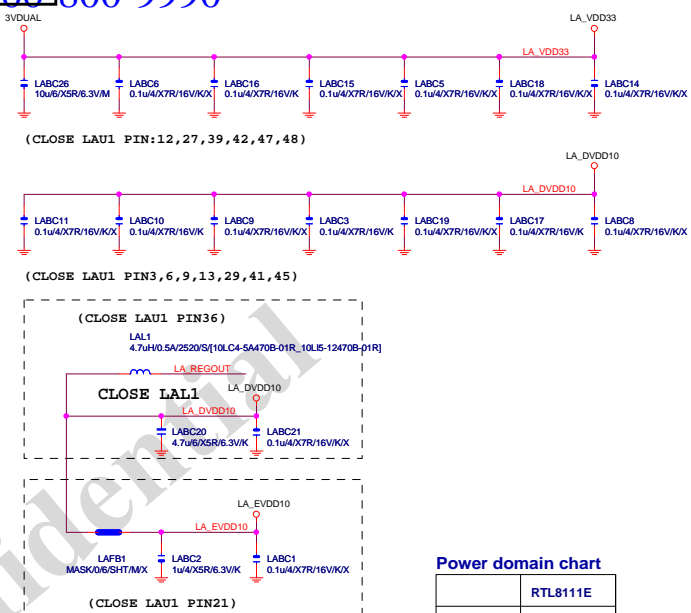 3VDUAL
LA_VDD33
LA_VDD33
LABC26
10u/6/X5R/6.3V/M
LABC6
0.1u/4/X7R/16V/K/X
LABC16
0.1u/4/X7R/16V/K
LABC15
0.1u/4/X7R/16V/K/X
LABC5
0.1u/4/X7R/16V/K/X
LABC18
0.1u/4/X7R/16V/K/X
LABC14
0.1u/4/X7R/16V/K/X
(CLOSE LAU1 PIN:12,27,39,42,47,48)
LA_DVDD10
LA_DVDD10
LABC11
0.1u/4/X7R/16V/K/X
LABC10
0.1u/4/X7R/16V/K
LABC9
0.1u/4/X7R/16V/K/X
LABC3
0.1u/4/X7R/16V/K
LABC19
0.1u/4/X7R/16V/K/X
LABC17
0.1u/4/X7R/16V/K
LABC8
0.1u/4/X7R/16V/K/X
(CLOSE LAU1 PIN3,6,9,13,29,41,45)
(CLOSE LAU1 PIN36)
LAL1
4.7uH/0.5A/2520/S/[10LC4-5A470B-01R_10LI5-12470B-01R]
LA_REGOUT
CLOSE LAL1
LA_DVDD10
LA_DVDD10
LABC20
4.7u/6/X5R/6.3V/K
LABC21
0.1u/4/X7R/16V/K/X
LA_EVDD10
LA_EVDD10
LAFB1
MASK/0/6/SHT/M/X
LABC2
1u/4/X5R/6.3V/K
LABC1
0.1u/4/X7R/16V/K/X
(CLOSE LAU1 PIN21)
Power domain chart
RTL8111E